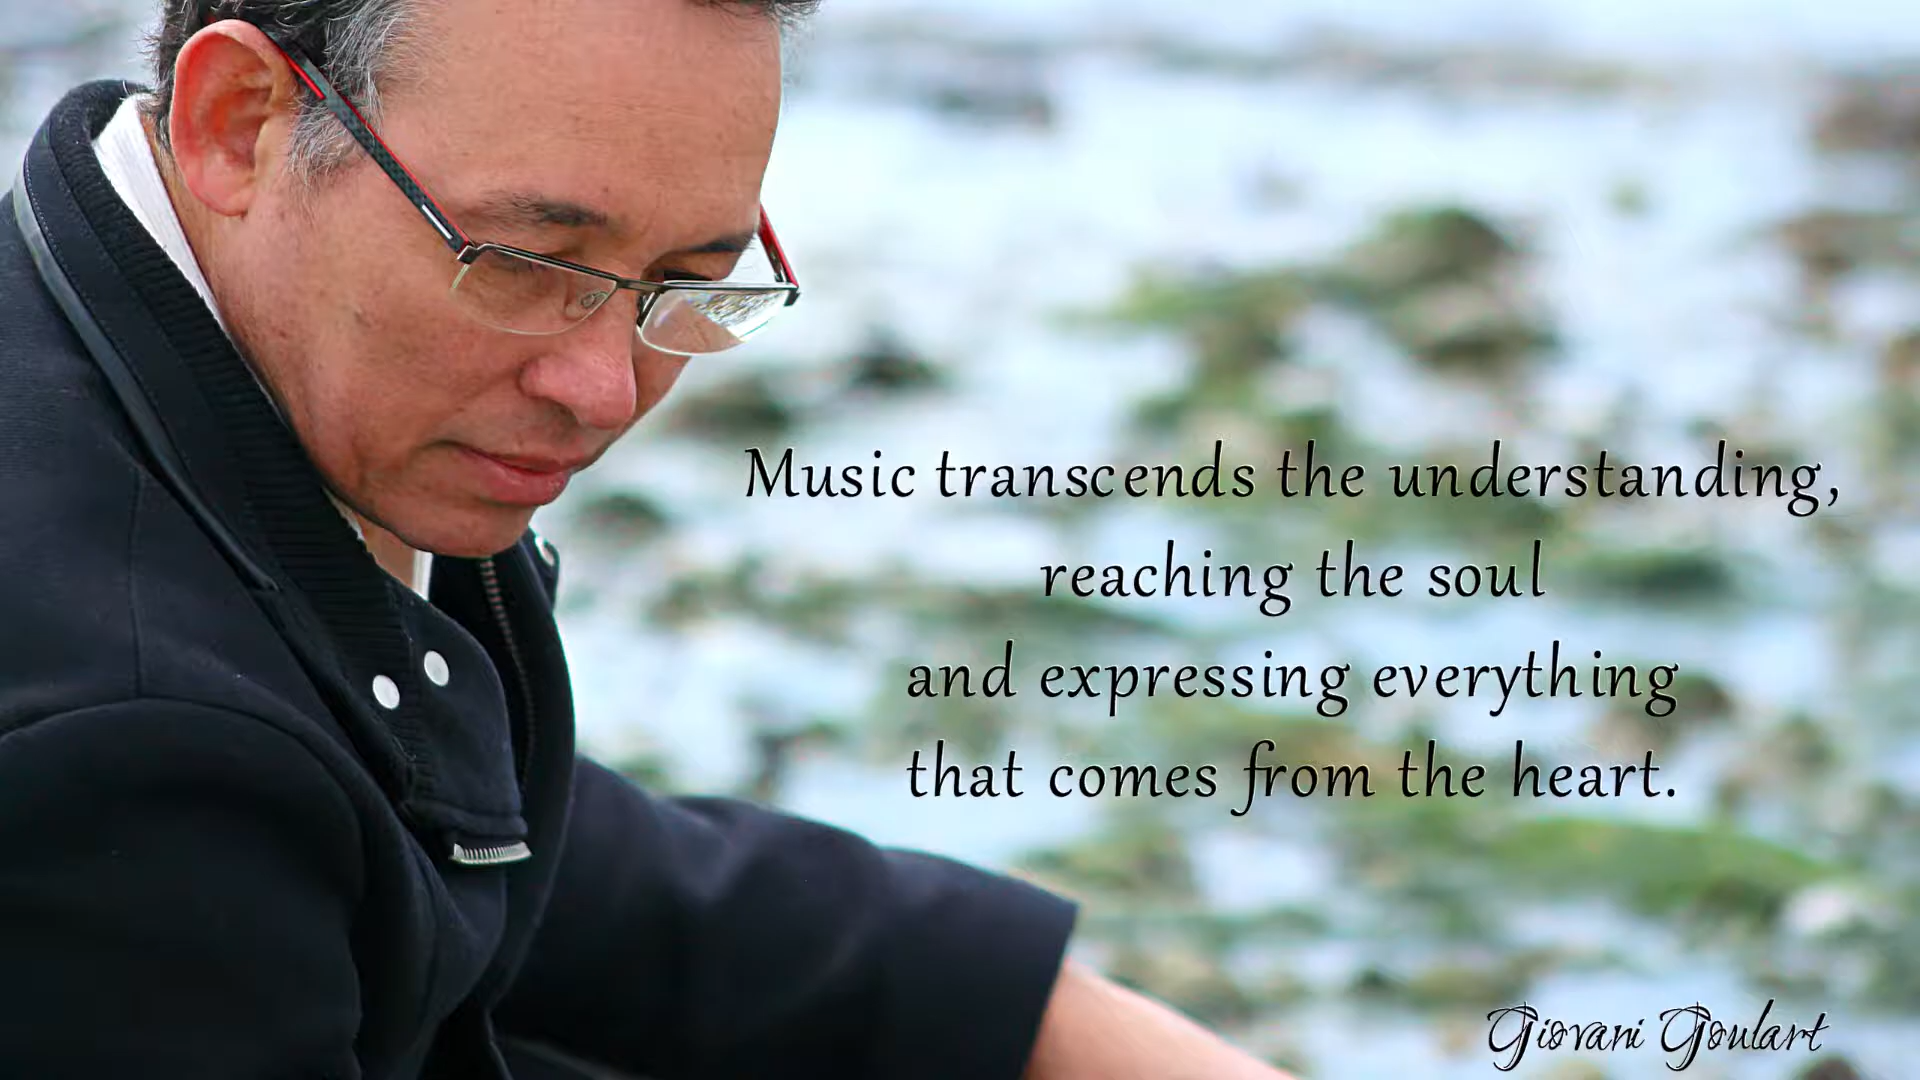 Music transcends the understanding,
reaching the soul
and expressing everything
that comes from the heart.
Giovani Goulart